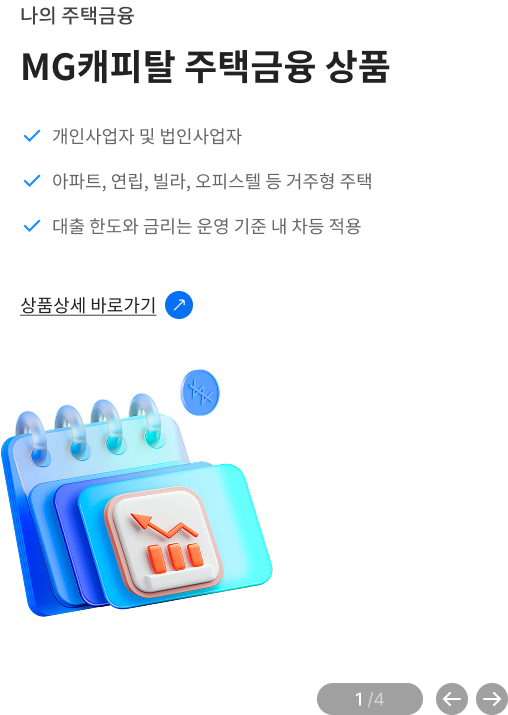 나의 주택금융
MG캐피탈 주택금융 상품
개인사업자 및 법인사업자
아파트, 연립, 빌라, 오피스텔 등 거주형 주택
대출 한도와 금리는 운영 기준 내 차등 적용
상품상세 바로가기
1/4